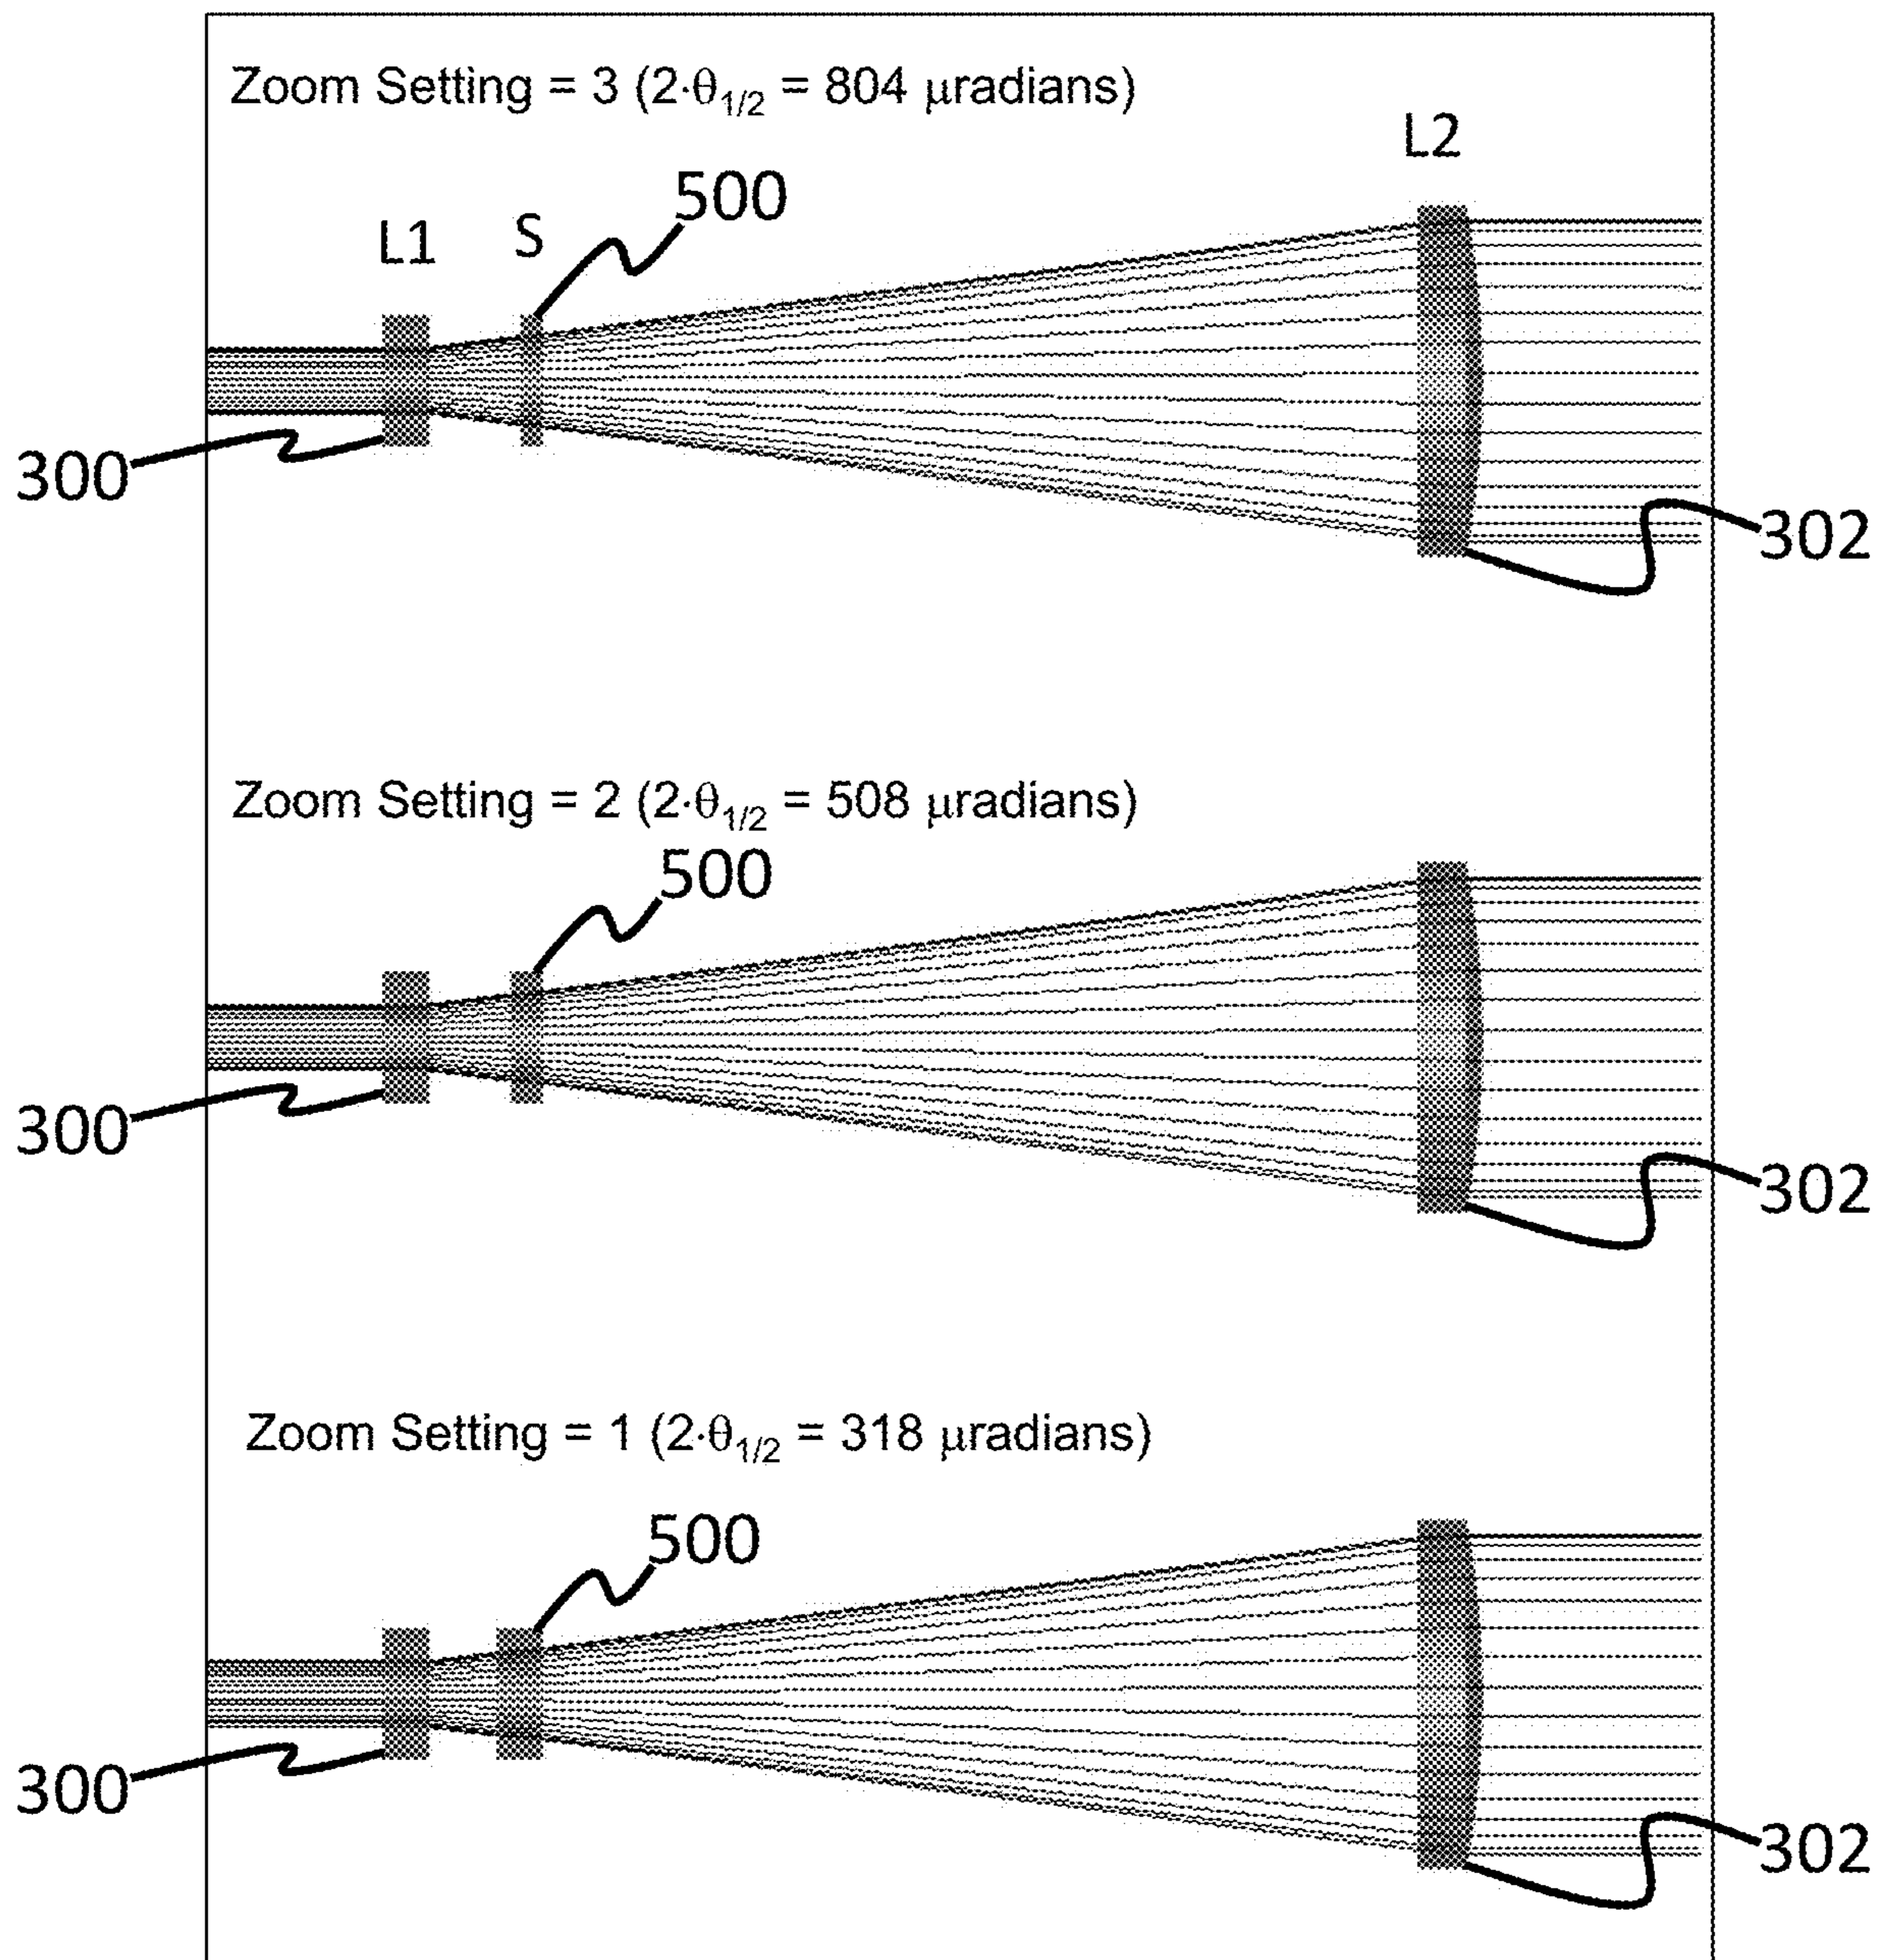 Zoom Setting = 3 (2·θ1/2 = 804 μradians)
L2
500
L1 S
300
302
Zoom Setting = 2 (2·θ1/2 = 508 μradians)
500
300
302
Zoom Setting = 1 (2·θ1/2 = 318 μradians)
500
300
302